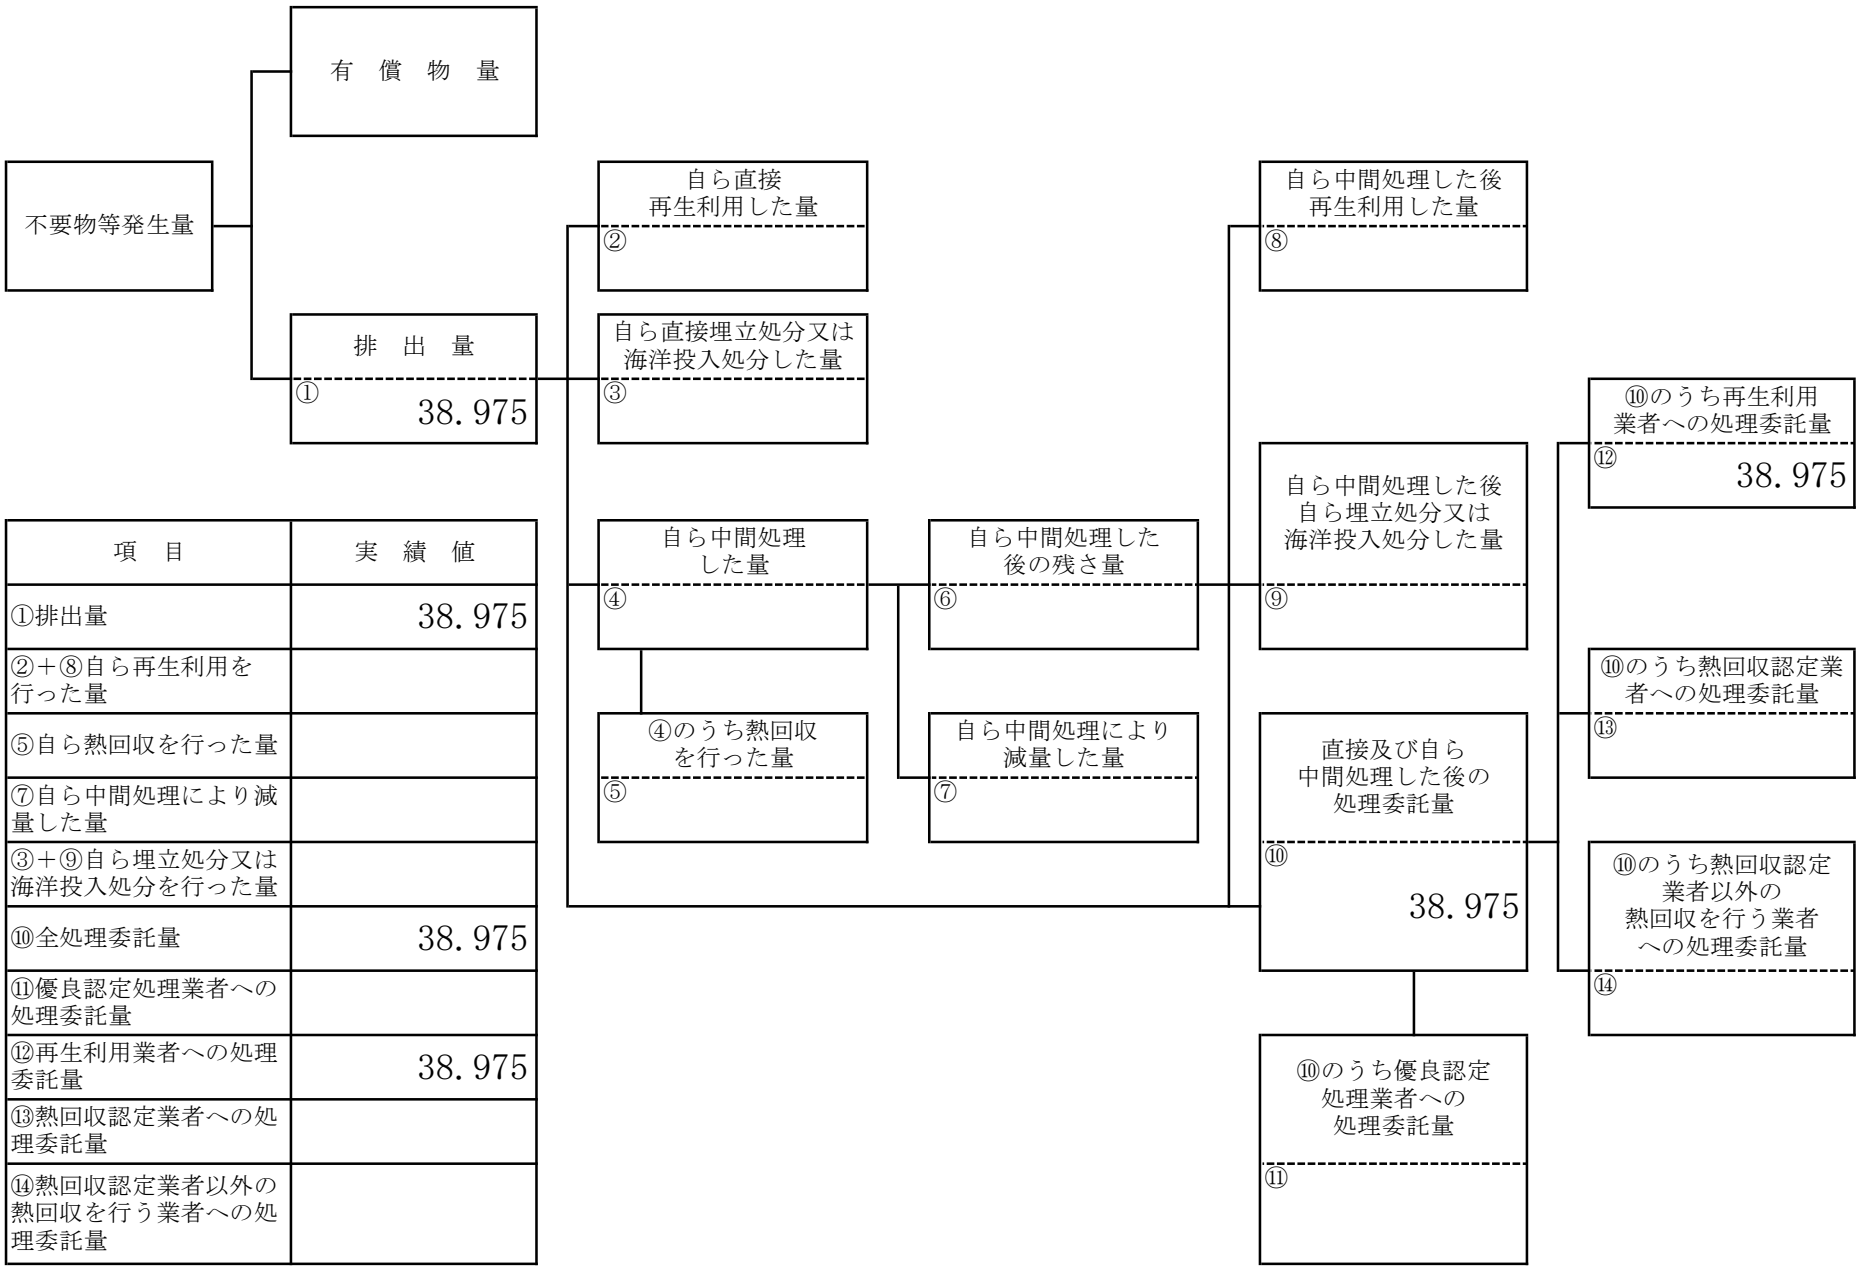 有 償 物 量
不要物等発生量
自ら直接
再生利用した量
②
自ら中間処理した後
再生利用した量
⑧
排 出 量
①
38.975
自ら直接埋立処分又は
海洋投入処分した量
③
⑩のうち再生利用
業者への処理委託量
⑫
38.975
自ら中間処理
した量
④
自ら中間処理した
後の残さ量
⑥
自ら中間処理した後
自ら埋立処分又は
海洋投入処分した量
⑨
⑩のうち熱回収認定業
者への処理委託量
⑬
④のうち熱回収
を行った量
⑤
自ら中間処理により
減量した量
⑦
直接及び自ら
中間処理した後の
処理委託量
⑩
38.975
⑩のうち熱回収認定
業者以外の
熱回収を行う業者
への処理委託量
⑭
⑩のうち優良認定
処理業者への
処理委託量
⑪
項 目
実 績 値
①排出量
38.975
②＋⑧自ら再生利用を
行った量
⑤自ら熱回収を行った量
⑦自ら中間処理により減
量した量
③＋⑨自ら埋立処分又は
海洋投入処分を行った量
⑩全処理委託量
38.975
⑪優良認定処理業者への
処理委託量
⑫再生利用業者への処理
委託量
38.975
⑬熱回収認定業者への処
理委託量
⑭熱回収認定業者以外の
熱回収を行う業者への処
理委託量